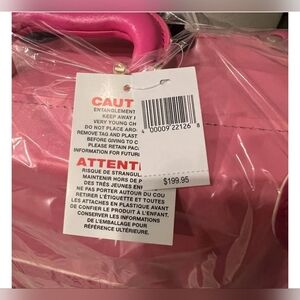 CAUT
ENTANGLEMENT
KEEP AWAY
VERY YOUNG CH
DO NOT PLACE ARO
REMOVE TAG AND PLAST
BEFORE GIVING TO C
PLEASE RETAIN PAC
INFORMATION FOR FUTUR
4 00009 22126 8
$199.95
ATTENTI
RISQUE DE STRANGUL
MAINTENIR HORS DE P
DES TRÈS JEUNES ENF
NE PAS PORTER AUTOUR DU COU
RETIRER L'ÉTIQUETTE ET TOUTES
LES ATTACHES EN PLASTIQUE AVANT
DE CONFIER LE PRODUIT À L'ENFANT.
CONSERVER LES INFORMATIONS
DE L'EMBALLAGE POUR
RÉFÉRENCE ULTÉRIEURE.